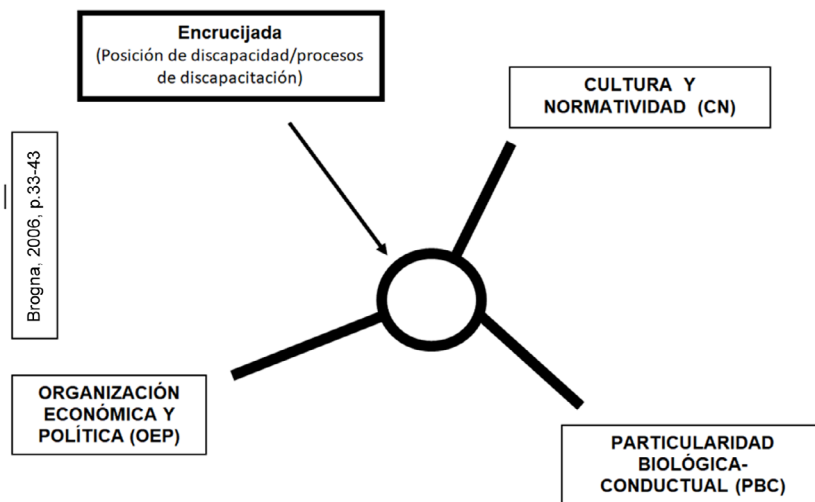 Encrucijada
(Posición de discapacidad/procesos
de discapacitación)
CULTURA Y
NORMATIVIDAD (CN)
Brogna, 2006, p.33-43
ORGANIZACIÓN
ECONÓMICA Y
POLÍTICA (OEP)
PARTICULARIDAD
BIOLÓGICA-
CONDUCTUAL (PBC)